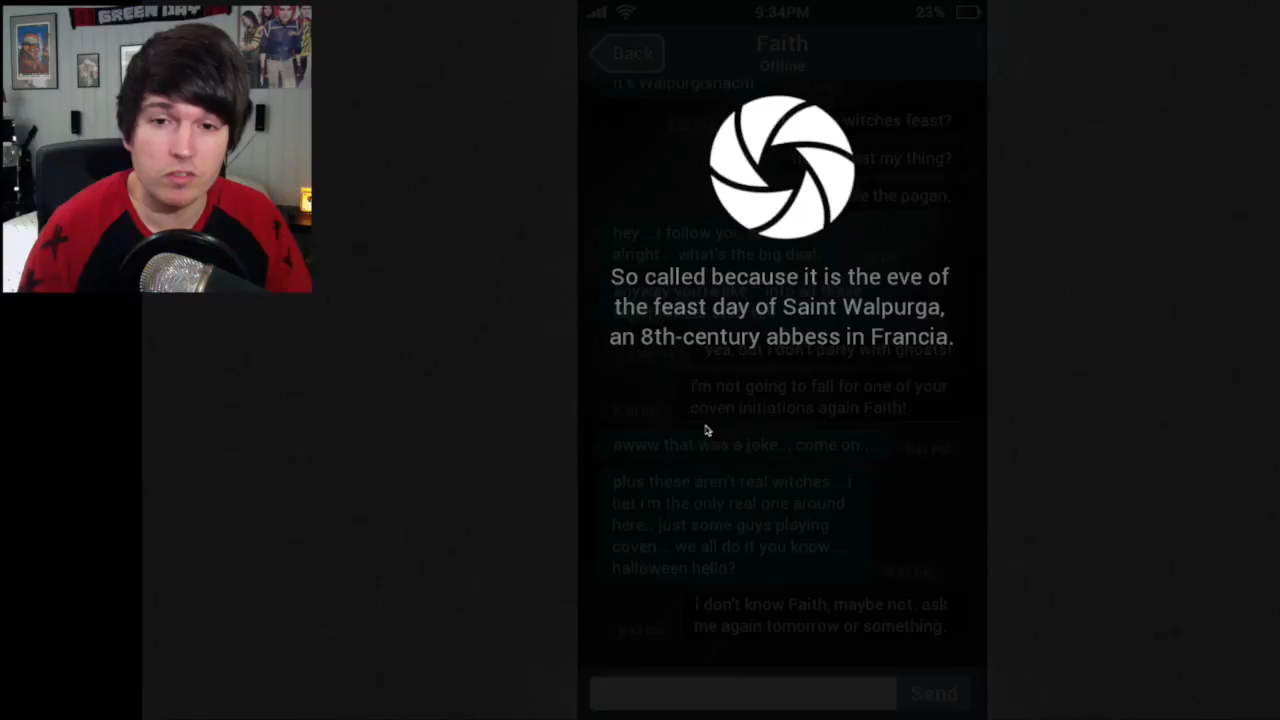 GREEN DAY
9:34PM
23%
Back
Faith
Offline
it's Walpurgisnacht
witches feast?
at my thing?
re the pagan.
hey... i follow yo
alright.. what's the big deal
So called because it is the eve of
the feast day of Saint Walpurga,
an 8th-century abbess in Francia.
yea, but i don't party with ghosts!
i'm not going to fall for one of your
coven initiations again Faith!
awww that was a joke... come on...
plus these aren't real witches... i
bet i'm the only real one around
here.. just some guys playing
coven... we all do it you know....
halloween hello?
i don't know Faith, maybe not. ask
me again tomorrow or something.
Send